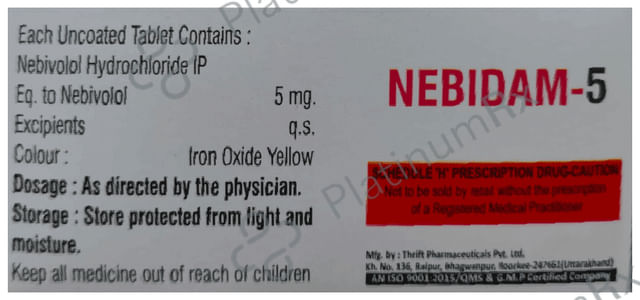 Each Uncoated Tablet Contains :
Nebivolol Hydrochloride IP
Eq. to Nebivolol 5 mg.
Excipients q.s.
Colour : Iron Oxide Yellow
Dosage : As directed by the physician.
Storage : Store protected from light and
moisture.
Keep all medicine out of reach of children
NEBIDAM-5
SCHEDULE "H" PRESCRIPTION DRUG-CAUTION
Not to be sold by retail without the prescription
of a Registered Medical Practitioner
Mfg. by : Thrift Pharmaceuticals Pvt. Ltd.
Kh. No. 136, Raipur, Bhagwanpur, Roorkee-247661(Uttarakhand)
AN ISO 9001:2015/QMS & G.M.P Certified Company
PlatinumRx